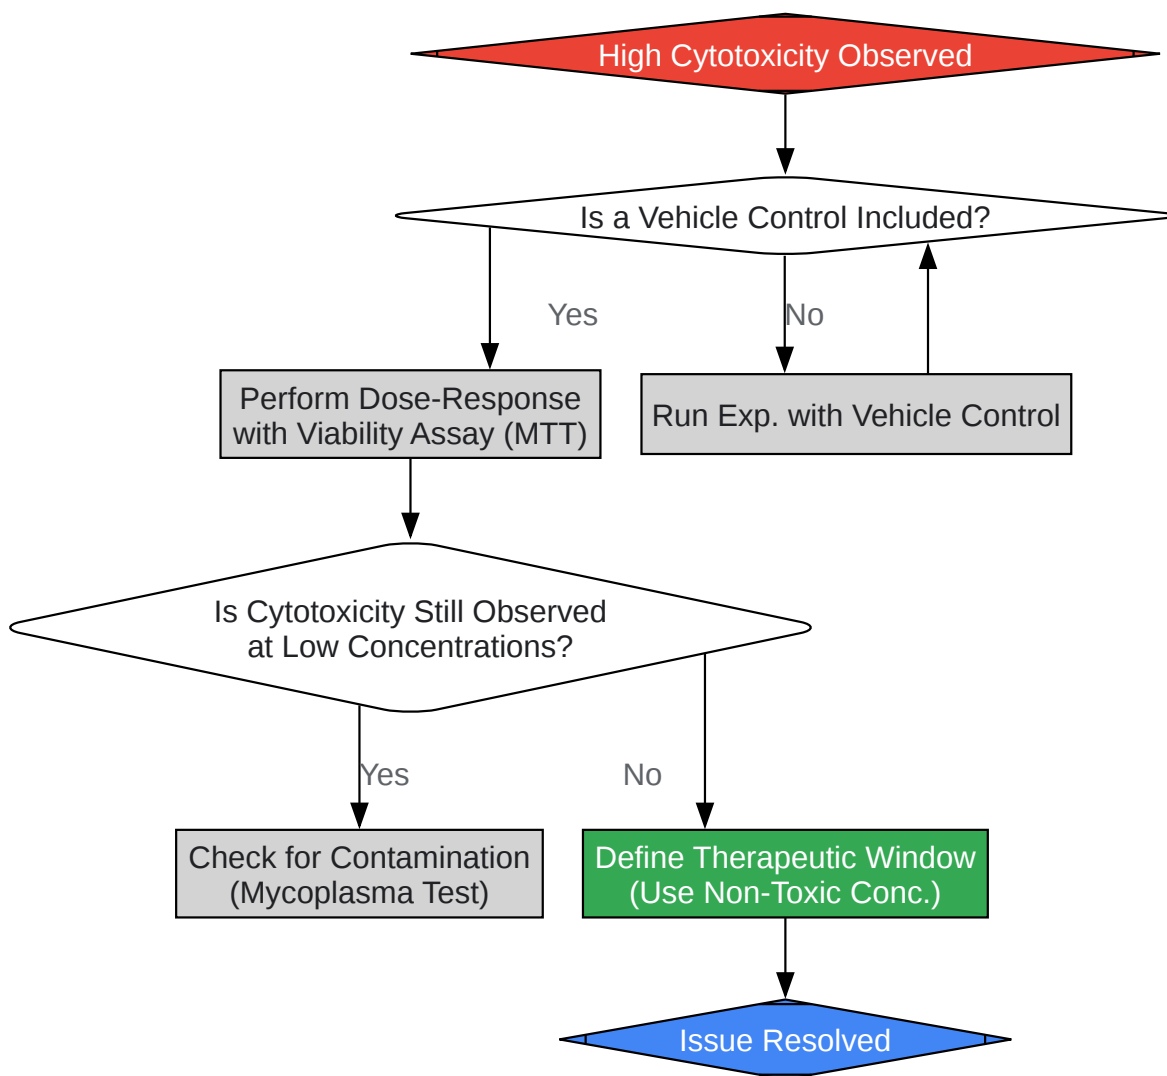 High Cytotoxicity Observed
Is a Vehicle Control Included?
Yes
No
Perform Dose-Response
with Viability Assay (MTT)
Run Exp. with Vehicle Control
Is Cytotoxicity Still Observed
at Low Concentrations?
Yes
No
Check for Contamination
(Mycoplasma Test)
Define Therapeutic Window
(Use Non-Toxic Conc.)
Issue Resolved